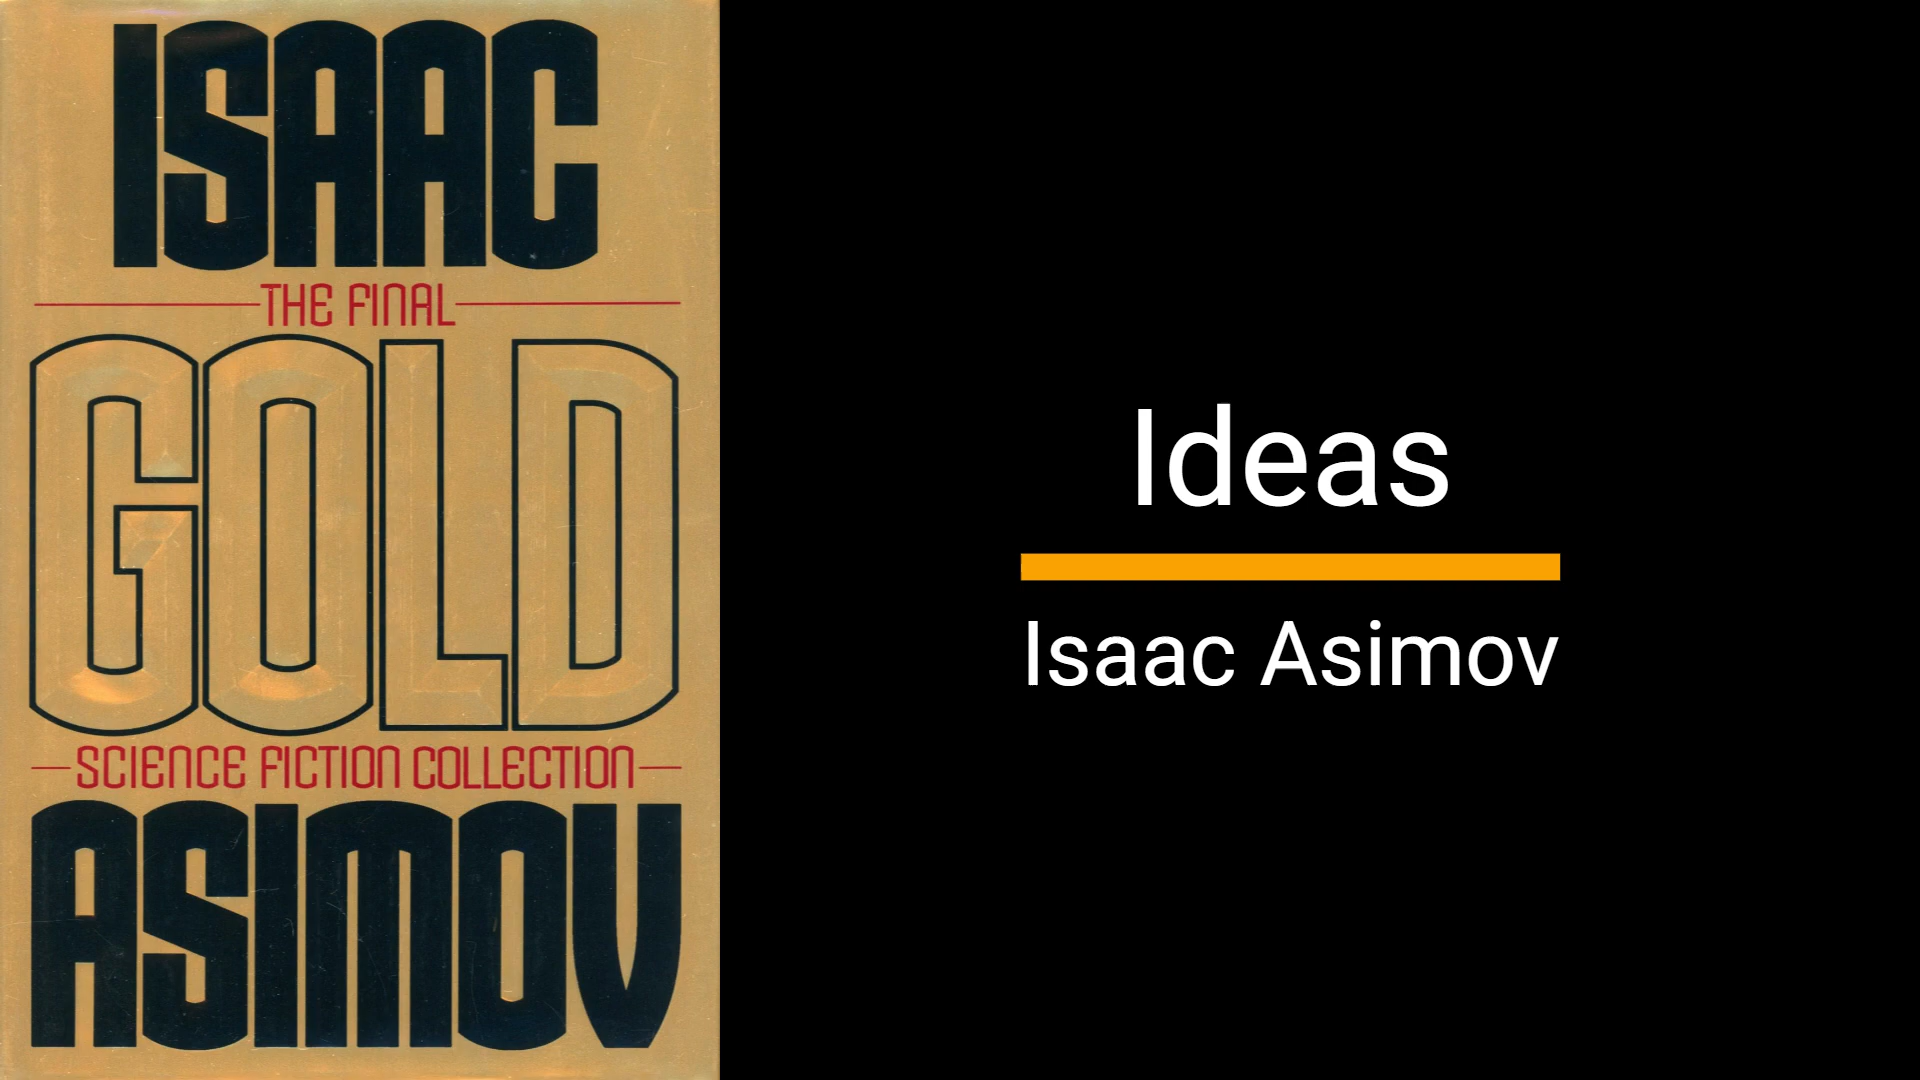 ISAAC
THE FINAL
GOLD
SCIENCE FICTION COLLECTION
ASIMOV
Ideas
Isaac Asimov